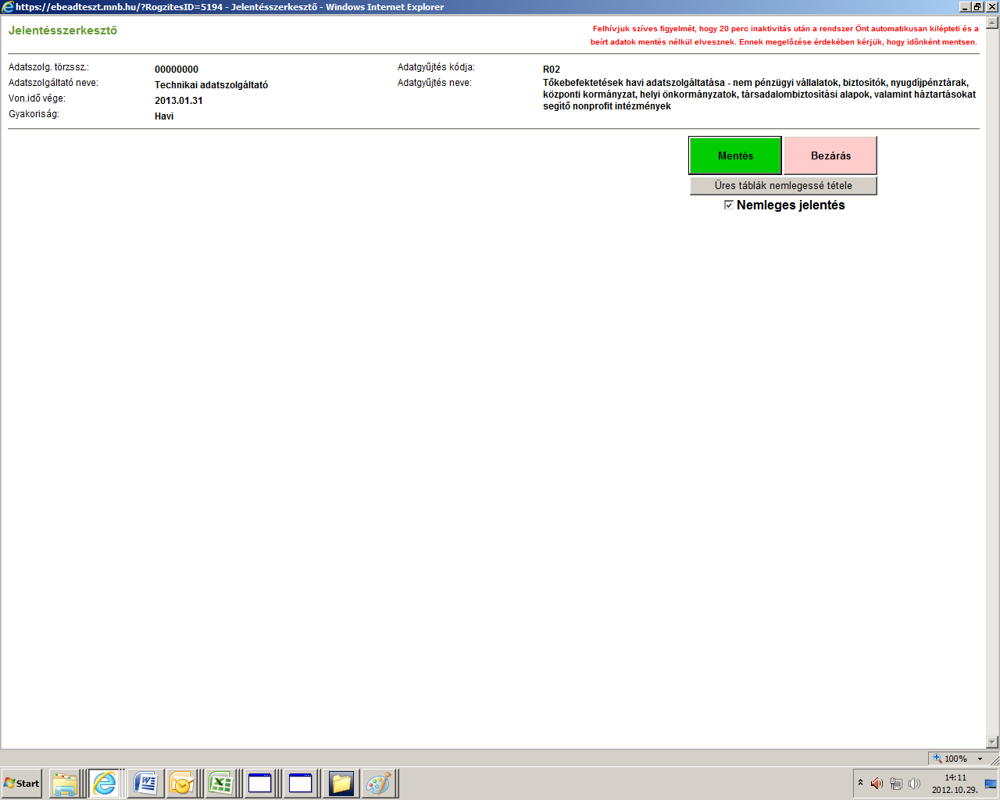 https://ebeadteszt.mnb.hu/?RogzitesID=5194 - Jelentésszerkesztő - Windows Internet Explorer
Jelentésszerkesztő
Felhívjuk szíves figyelmét, hogy 20 perc inaktivitás után a rendszer Önt automatikusan kilépteti és a
beírt adatok mentés nélkül elvesznek. Ennek megelőzése érdekében kérjük, hogy időnként mentsen.
Adatszolg. törzssz.: 00000000
Adatszolgáltató neve: Technikai adatszolgáltató
Von.idő vége: 2013.01.31
Gyakoriság: Havi
Adatgyűjtés kódja: R02
Adatgyűjtés neve: Tőkebefektetések havi adatszolgáltatása - nem pénzügyi vállalatok, biztosítók, nyugdíjpénztárak,
központi kormányzat, helyi önkormányzatok, társadalombiztosítási alapok, valamint háztartásokat
segítő nonprofit intézmények
Mentés Bezárás
Üres táblák nemlegessé tétele
Nemleges jelentés
100%
Start
14:11
2012.10.29.